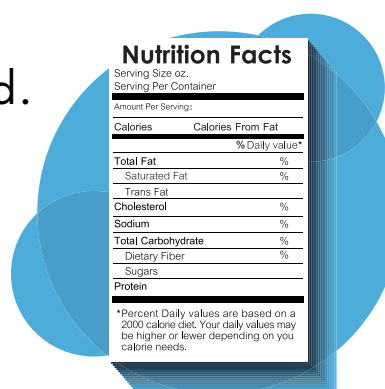 d.
Nutrition Facts
Serving Size oz.
Serving Per Container
Amount Per Serving:
Calories Calories From Fat
% Daily value*
Total Fat %
Saturated Fat %
Trans Fat
Cholesterol %
Sodium %
Total Carbohydrate %
Dietary Fiber %
Sugars
Protein
*Percent Daily values are based on a
2000 calorie diet. Your daily values may
be higher or lewer depending on you
calorie needs.